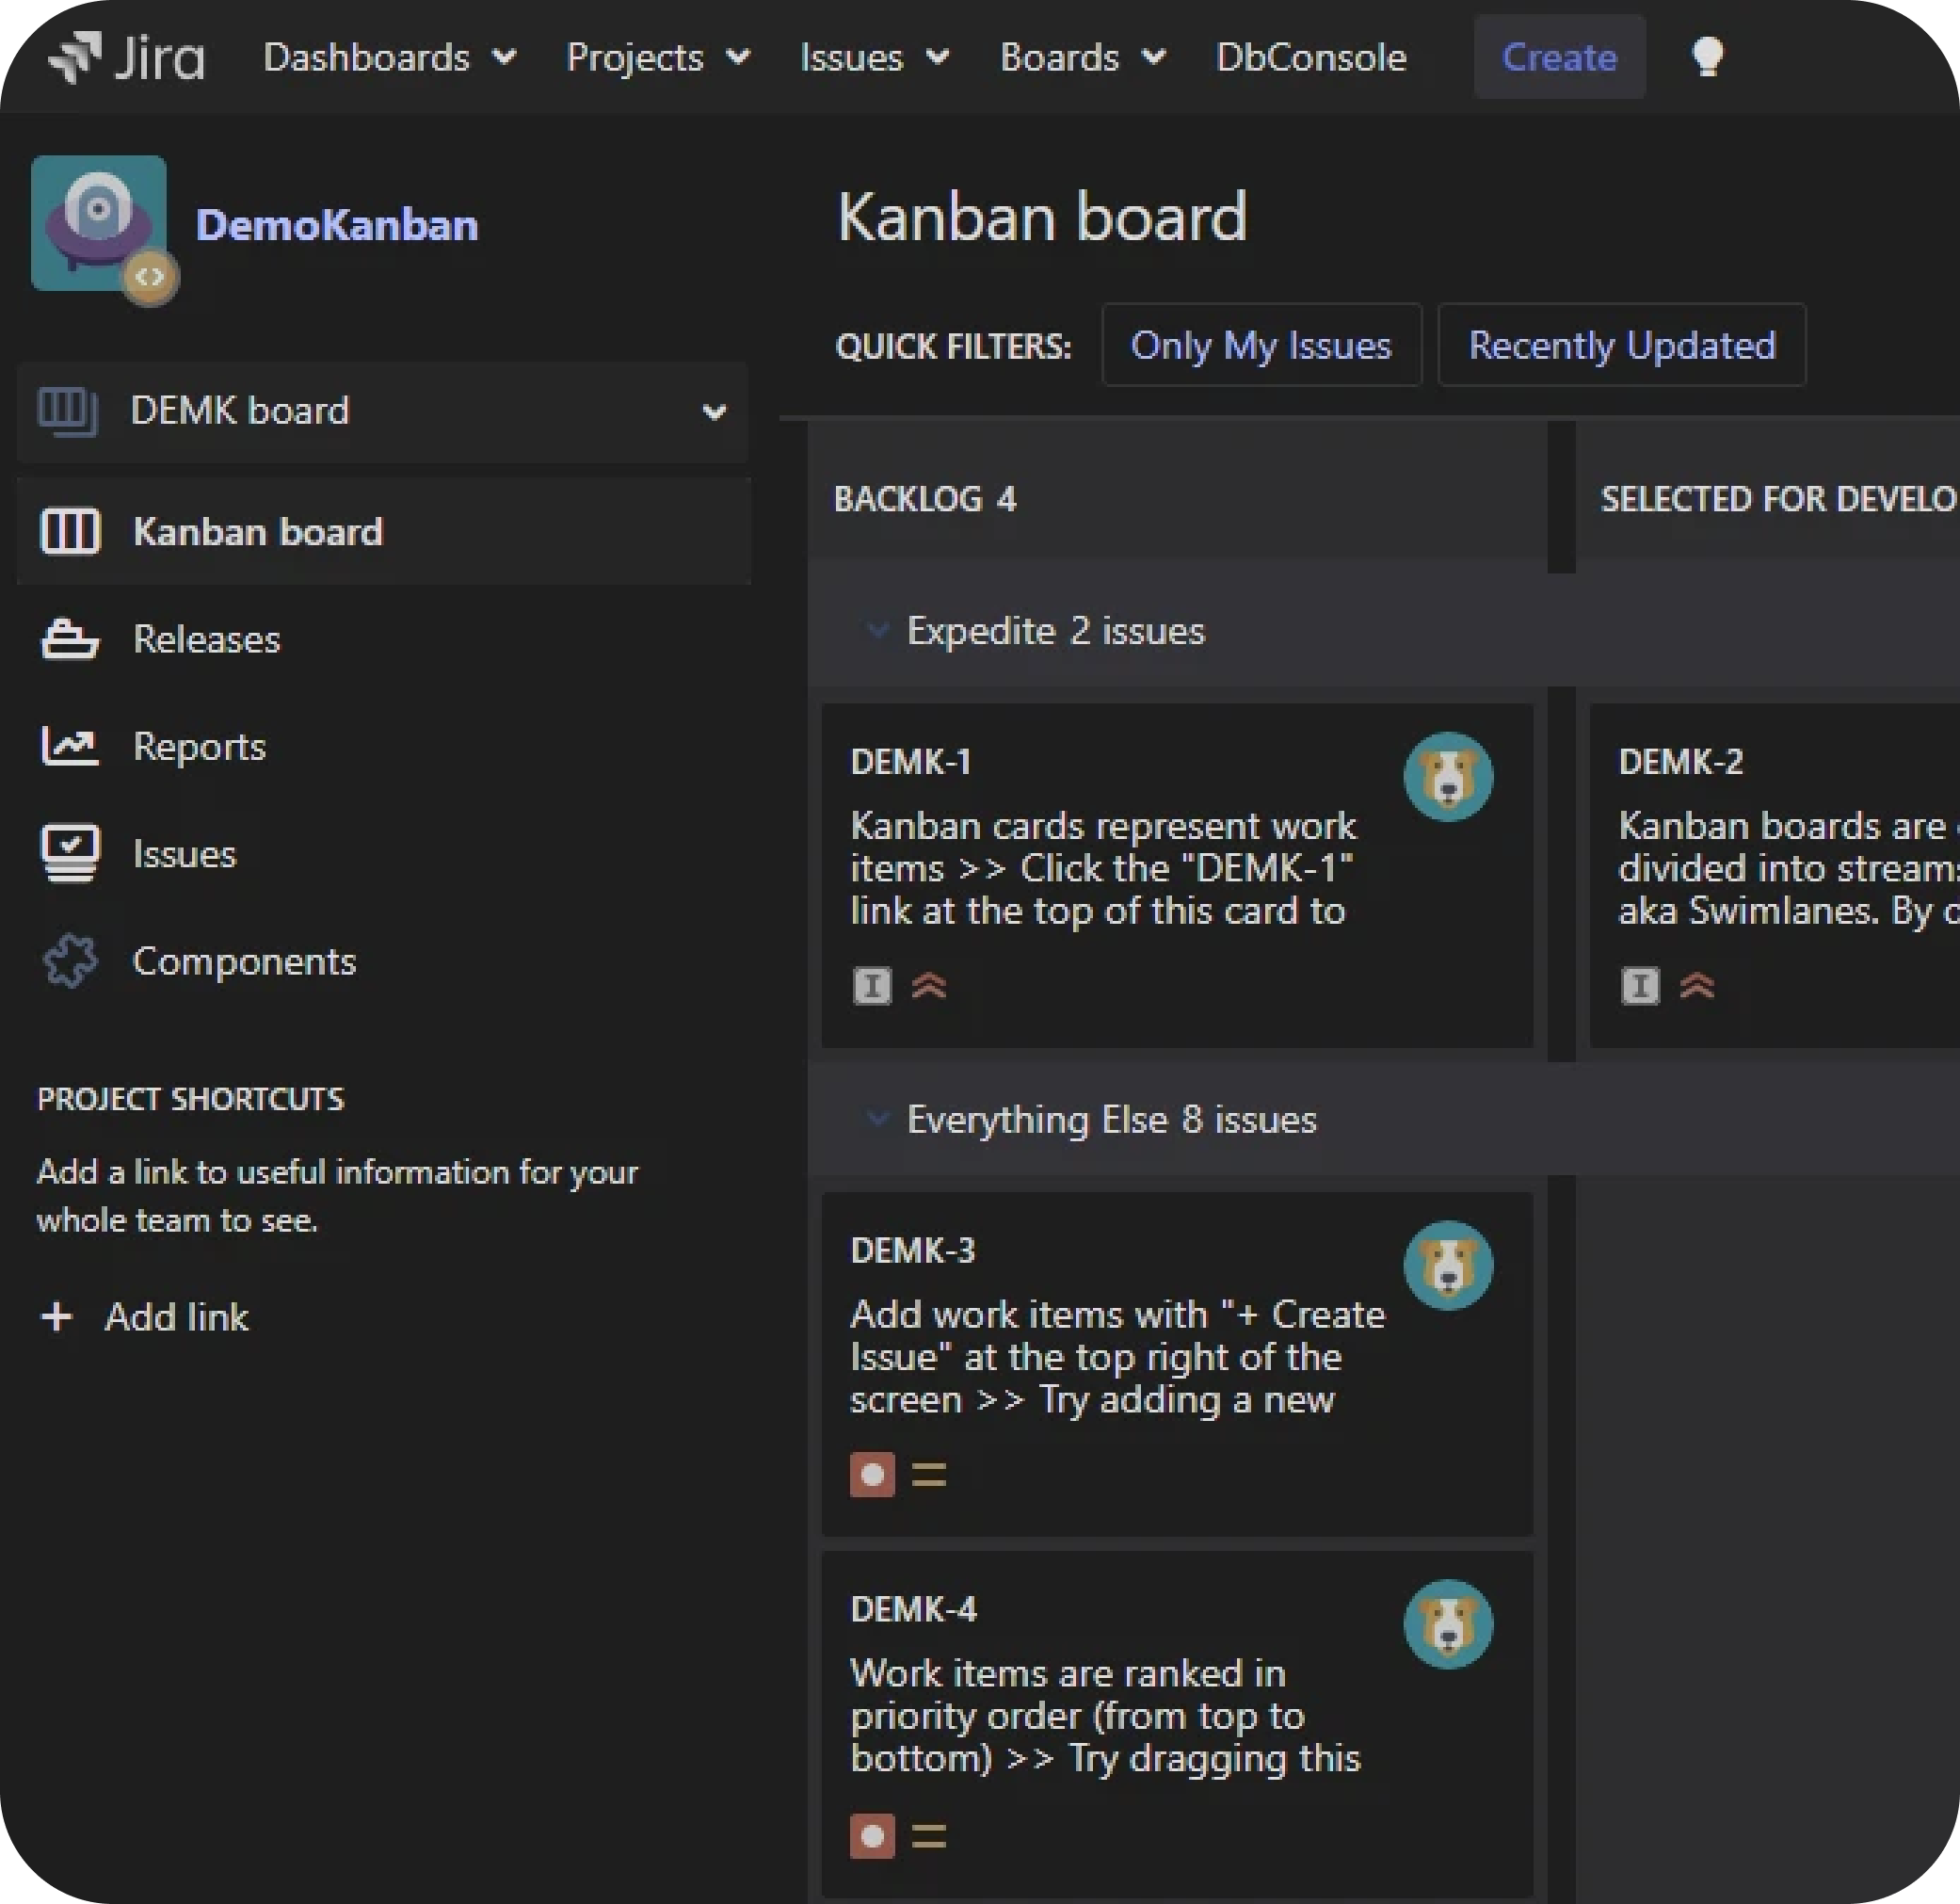 Jira Dashboards Projects Issues Boards DbConsole Create
DemoKanban
DEMK board
Kanban board
Releases
Reports
Issues
Components
PROJECT SHORTCUTS
Add a link to useful information for your
whole team to see.
+ Add link
Kanban board
QUICK FILTERS: Only My Issues Recently Updated
BACKLOG 4
SELECTED FOR DEVELO
Expedite 2 issues
DEMK-1
Kanban cards represent work
items >> Click the "DEMK-1"
link at the top of this card to
DEMK-2
Kanban boards are
divided into streams
aka Swimlanes. By
Everything Else 8 issues
DEMK-3
Add work items with "+ Create
Issue" at the top right of the
screen >> Try adding a new
DEMK-4
Work items are ranked in
priority order (from top to
bottom) >> Try dragging this